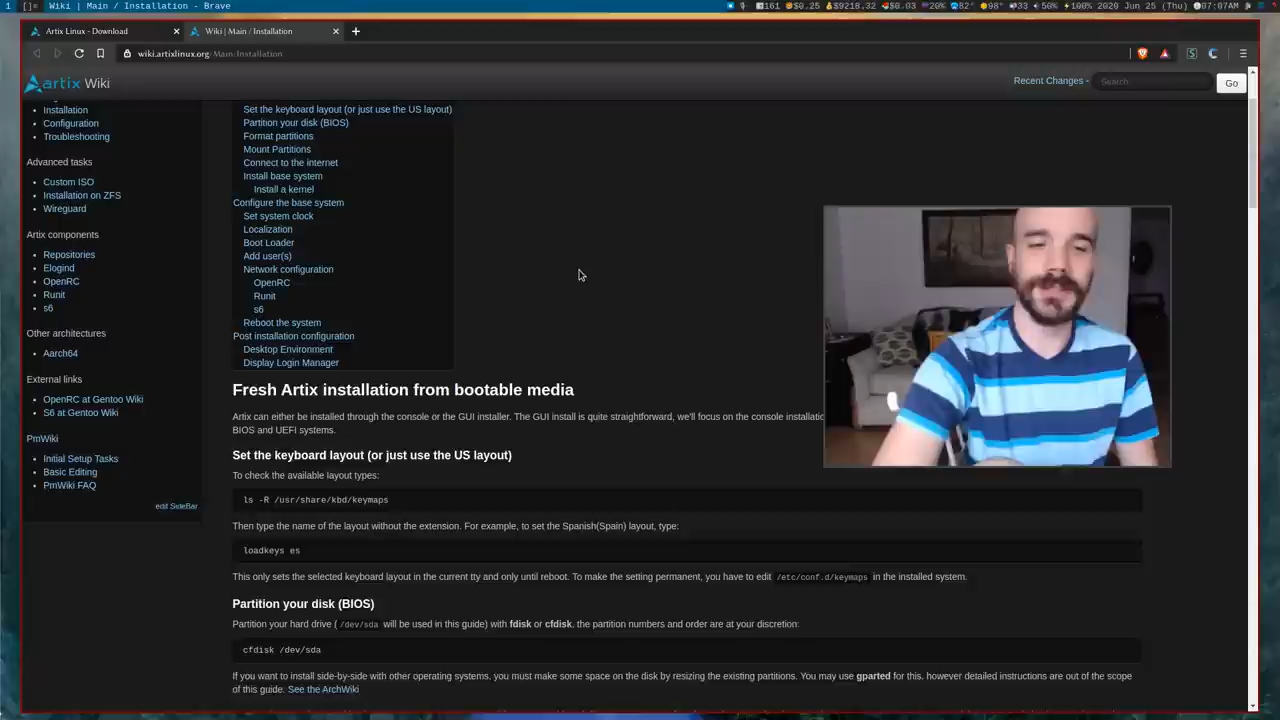 1 []= Wiki | Main / Installation - Brave 161 $0.25 $9218.32 $0.03 20% 82° 98° 33 50% 100% 2020 Jun 25 (Thu) 07:07AM
Artix Linux - Download
Wiki | Main / Installation
wiki.artixlinux.org/Main/Installation
artix Wiki
Recent Changes -
Search
Go
Installation
Configuration
Troubleshooting
Advanced tasks
Custom ISO
Installation on ZFS
Wireguard
Artix components
Repositories
Elogind
OpenRC
Runit
s6
Other architectures
Aarch64
External links
OpenRC at Gentoo Wiki
S6 at Gentoo Wiki
PmWiki
Initial Setup Tasks
Basic Editing
PmWiki FAQ
edit SideBar
Set the keyboard layout (or just use the US layout)
Partition your disk (BIOS)
Format partitions
Mount Partitions
Connect to the internet
Install base system
Install a kernel
Configure the base system
Set system clock
Localization
Boot Loader
Add user(s)
Network configuration
OpenRC
Runit
s6
Reboot the system
Post installation configuration
Desktop Environment
Display Login Manager
Fresh Artix installation from bootable media
Artix can either be installed through the console or the GUI installer. The GUI install is quite straightforward, we'll focus on the console installatio
BIOS and UEFI systems.
Set the keyboard layout (or just use the US layout)
To check the available layout types:
ls -R /usr/share/kbd/keymaps
Then type the name of the layout without the extension. For example, to set the Spanish(Spain) layout, type:
loadkeys es
This only sets the selected keyboard layout in the current tty and only until reboot. To make the setting permanent, you have to edit /etc/conf.d/keymaps in the installed system.
Partition your disk (BIOS)
Partition your hard drive ( /dev/sda will be used in this guide) with fdisk or cfdisk, the partition numbers and order are at your discretion:
cfdisk /dev/sda
If you want to install side-by-side with other operating systems, you must make some space on the disk by resizing the existing partitions. You may use gparted for this, however detailed instructions are out of the scope
of this guide. See the ArchWiki